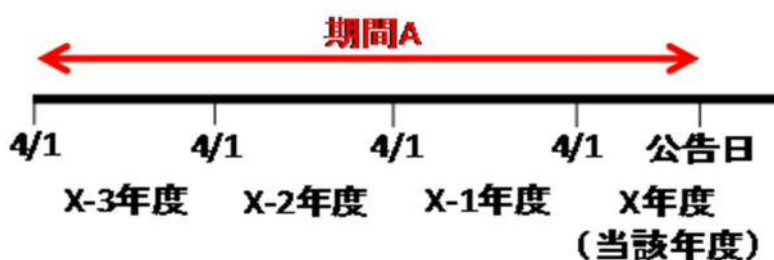 期間A
4/1 4/1 4/1 4/1 公告日
X-3年度 X-2年度 X-1年度 X年度
(当該年度)